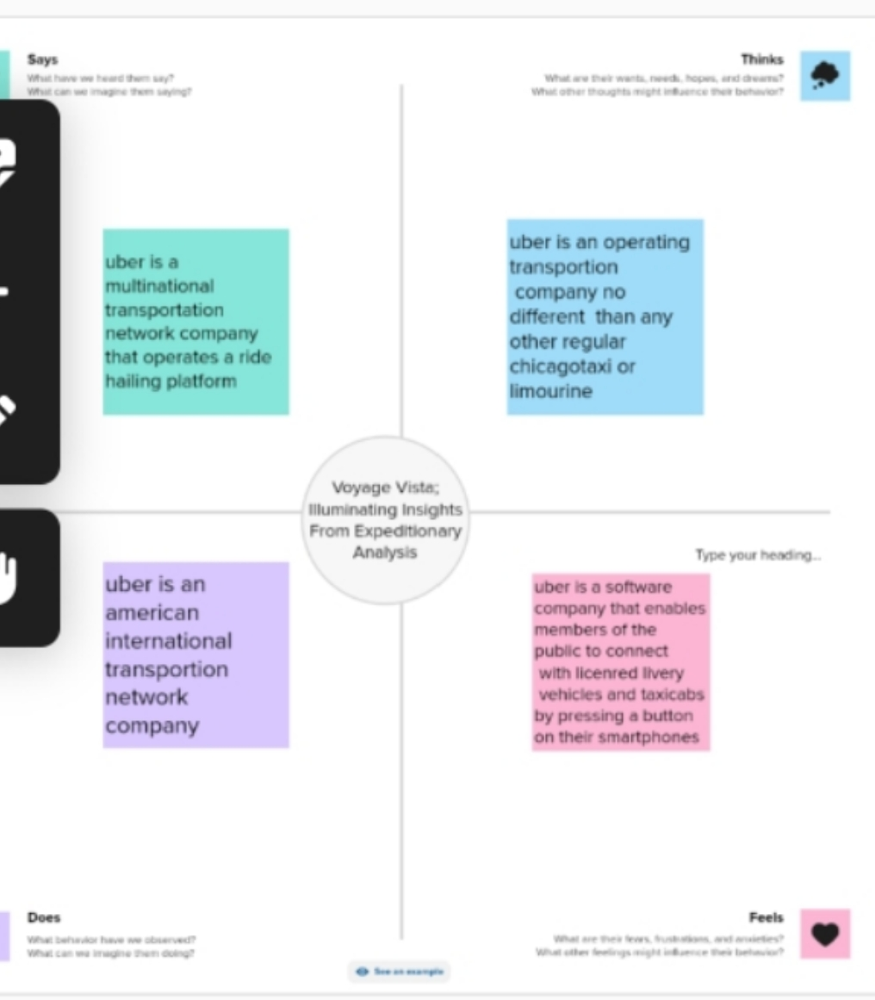 Says
What have we heard them say?
What can we imagine them saying?
Thinks
What are their wants, needs, hopes, and dreams?
What other thoughts might influence their behavior?
uber is a
multinational
transportation
network company
that operates a ride
hailing platform
uber is an operating
transportion
company no
different than any
other regular
chicagotaxi or
limourine
Voyage Vista;
Illuminating Insights
From Expeditionary
Analysis
uber is an
american
international
transportion
network
company
Type your heading...
uber is a software
company that enables
members of the
public to connect
with licenred livery
vehicles and taxicabs
by pressing a button
on their smartphones
Does
What behavior have we observed?
What can we imagine them doing?
Feels
What are their fears, frustrations, and anxieties?
What other feelings might influence their behavior?
See an example